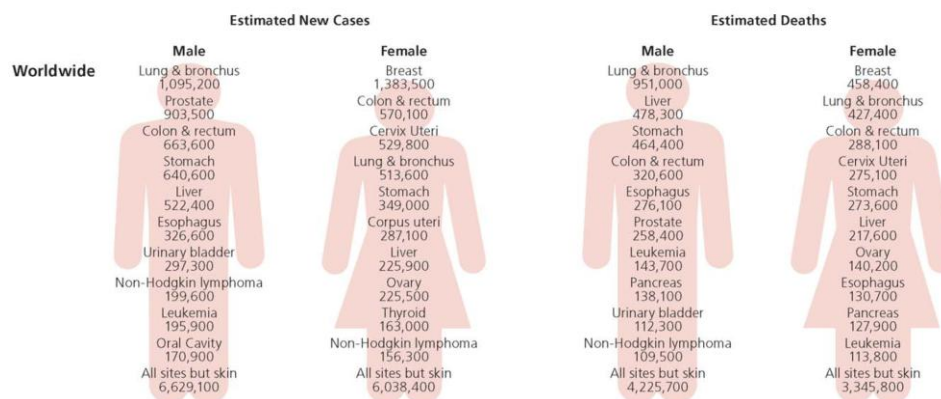 Estimated New Cases
Estimated Deaths
Worldwide
Male
Lung & bronchus
1,095,200
Prostate
903,500
Colon & rectum
663,600
Stomach
640,600
Liver
522,400
Esophagus
326,600
Urinary bladder
297,300
Non-Hodgkin lymphoma
199,600
Leukemia
195,900
Oral Cavity
170,900
All sites but skin
6,629,100
Female
Breast
1,383,500
Colon & rectum
570,100
Cervix Uteri
529,800
Lung & bronchus
513,600
Stomach
349,000
Corpus uteri
287,100
Liver
225,900
Ovary
225,500
Thyroid
163,000
Non-Hodgkin lymphoma
156,300
All sites but skin
6,038,400
Male
Lung & bronchus
951,000
Liver
478,300
Stomach
464,400
Colon & rectum
320,600
Esophagus
276,100
Prostate
258,400
Leukemia
143,700
Pancreas
138,100
Urinary bladder
112,300
Non-Hodgkin lymphoma
109,500
All sites but skin
4,225,700
Female
Breast
458,400
Lung & bronchus
427,400
Colon & rectum
288,100
Cervix Uteri
275,100
Stomach
273,600
Liver
217,600
Ovary
140,200
Esophagus
130,700
Pancreas
127,900
Leukemia
113,800
All sites but skin
3,345,800